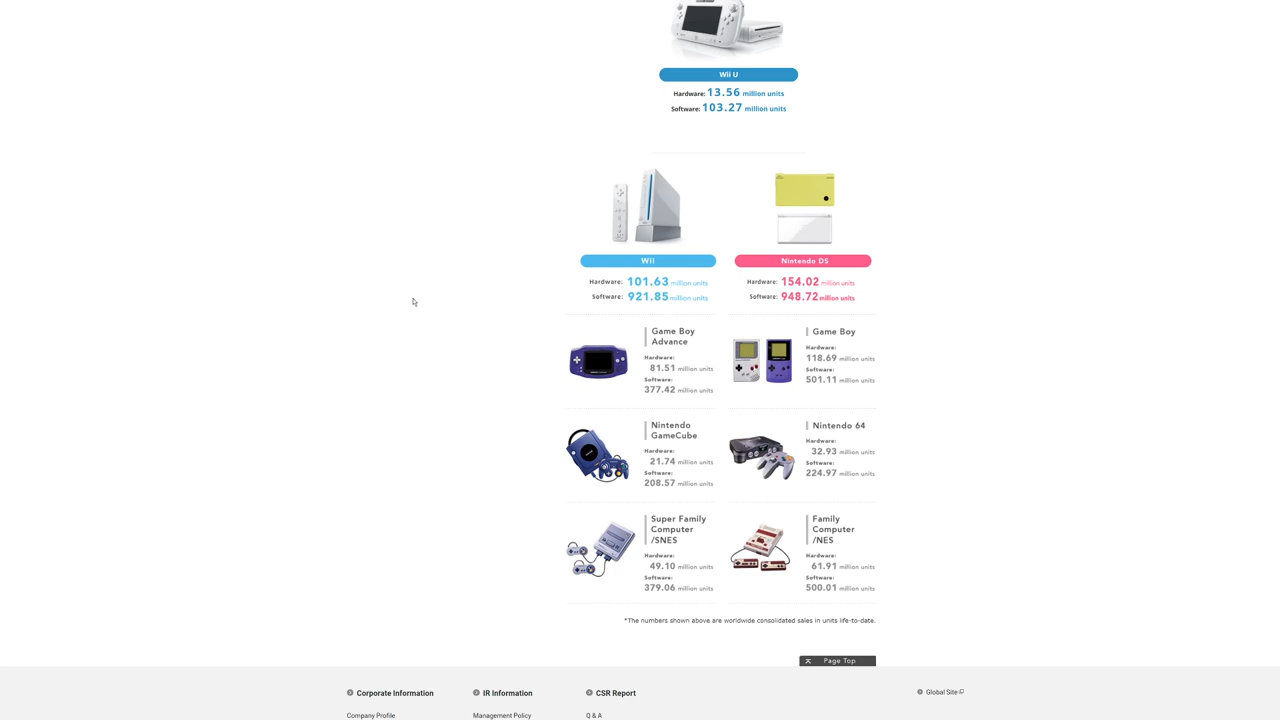 Wii U
Hardware: 13.56 million units
Software: 103.27 million units
Wii
Hardware: 101.63 million units
Software: 921.85 million units
Nintendo DS
Hardware: 154.02 million units
Software: 948.72 million units
Game Boy
Advance
Hardware:
81.51 million units
Software:
377.42 million units
Game Boy
Hardware:
118.69 million units
Software:
501.11 million units
Nintendo
GameCube
Hardware:
21.74 million units
Software:
208.57 million units
Nintendo 64
Hardware:
32.93 million units
Software:
224.97 million units
Super Family
Computer
/SNES
Hardware:
49.10 million units
Software:
379.06 million units
Family
Computer
/NES
Hardware:
61.91 million units
Software:
500.01 million units
*The numbers shown above are worldwide consolidated sales in units life-to-date.
Page Top
Corporate Information
Company Profile
IR Information
Management Policy
CSR Report
Q & A
Global Site